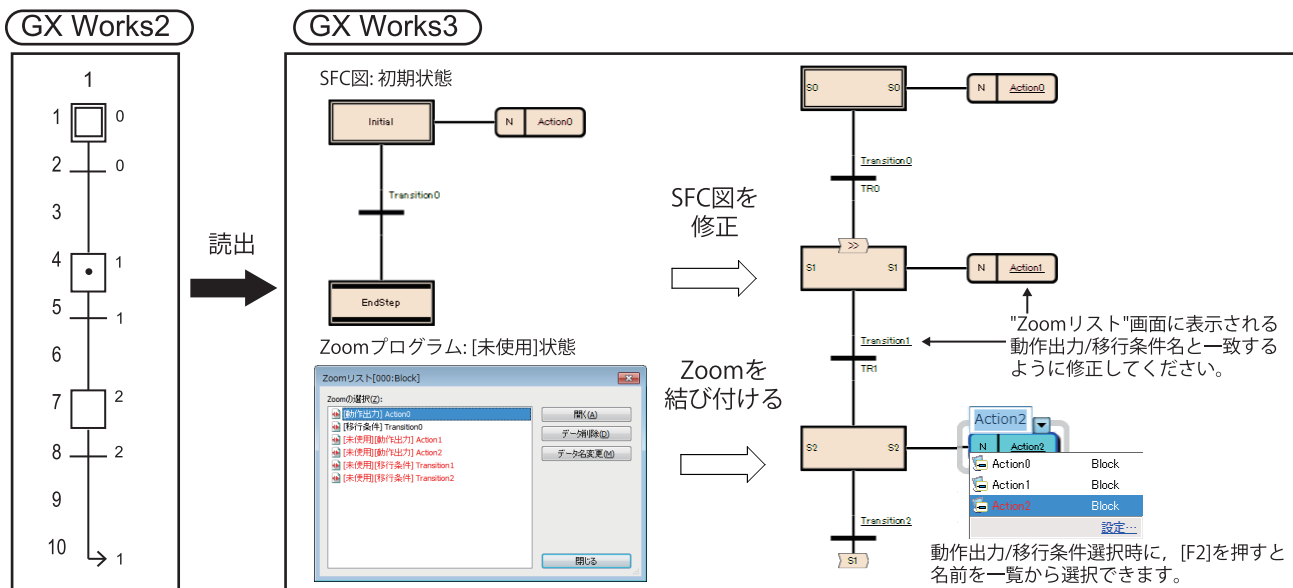 GX Works2
GX Works3
1
1
0
2
0
3
4
1
5
1
6
7
2
8
2
9
10
1
読出
SFC図: 初期状態
Initial
N
Action0
Transition0
EndStep
Zoomプログラム: [未使用]状態
Zoomリスト[000:Block]
Zoomの選択(Z):
[動作出力] Action0
[移行条件] Transition0
[未使用][動作出力] Action1
[未使用][動作出力] Action2
[未使用][移行条件] Transition1
[未使用][移行条件] Transition2
開く(A)
データ削除(D)
データ名変更(M)
閉じる
SFC図を
修正
Zoomを
結び付ける
S0
S0
N
Action0
Transition0
TR0
>>
S1
S1
N
Action1
Transition1
TR1
"Zoomリスト"画面に表示される
動作出力/移行条件名と一致する
ように修正してください。
S2
S2
Action2
N
Action2
Action0 Block
Action1 Block
Action2 Block
設定…
Transition2
S1
動作出力/移行条件選択時に，[F2]を押すと
名前を一覧から選択できます。